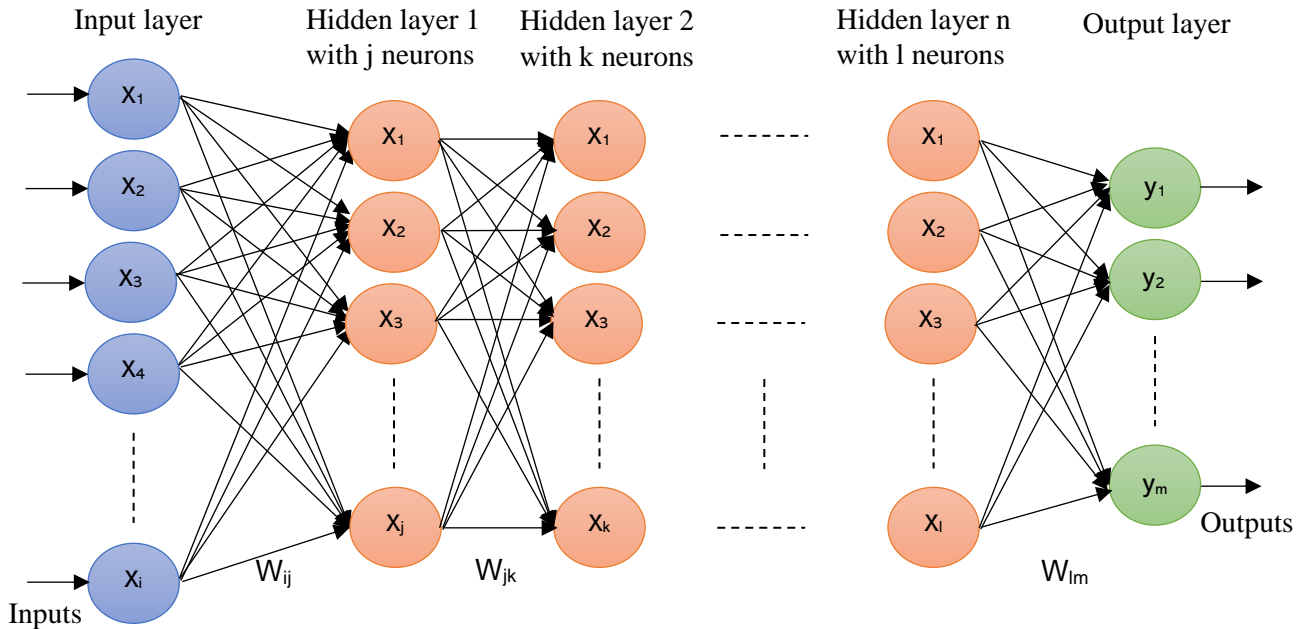 Input layer
Hidden layer 1
with j neurons
Hidden layer 2
with k neurons
Hidden layer n
with l neurons
Output layer
X1
X2
X3
X4
Xi
Inputs
X1
X2
X3
Xj
Wij
X1
X2
X3
Xk
Wjk
X1
X2
X3
Xl
Wlm
y1
y2
ym
Outputs